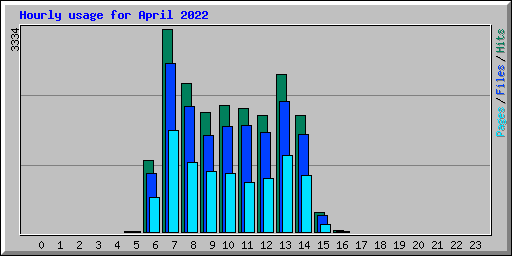 Hourly usage for April 2022
3334
Pages/Files/Hits
0 1 2 3 4 5 6 7 8 9 10 11 12 13 14 15 16 17 18 19 20 21 22 23